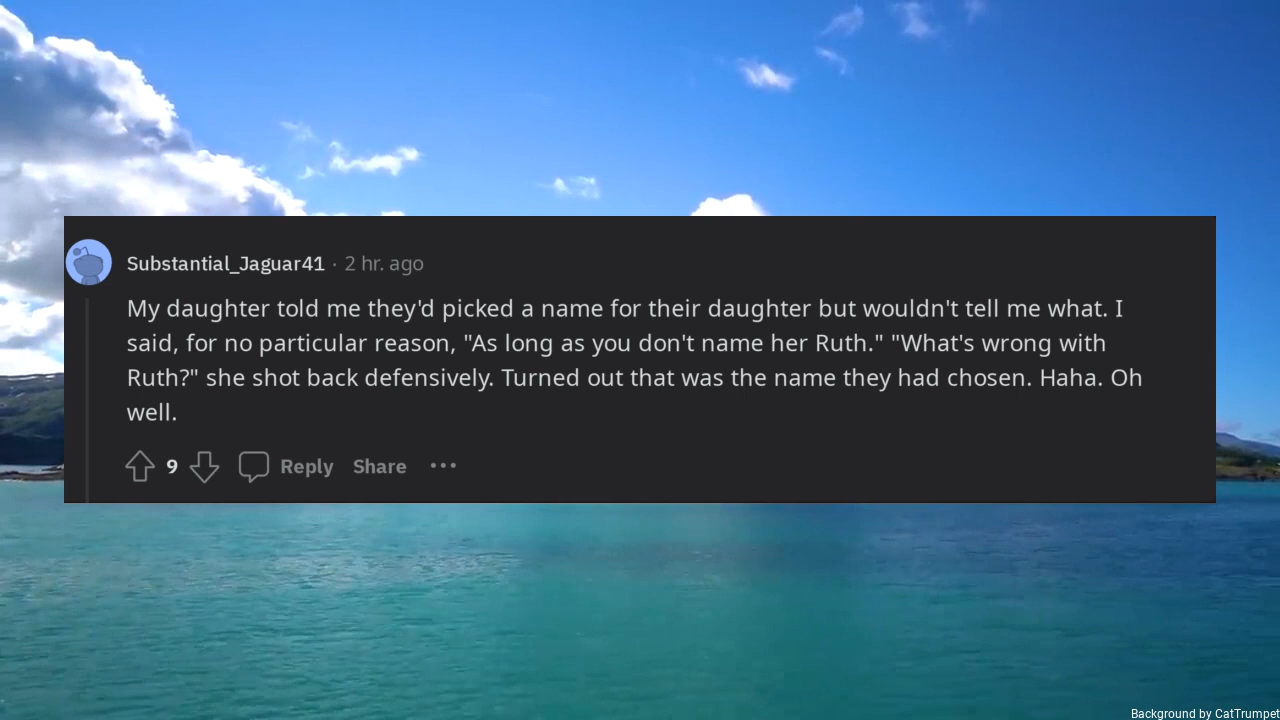 Substantial_Jaguar41 · 2 hr. ago
My daughter told me they'd picked a name for their daughter but wouldn't tell me what. I
said, for no particular reason, "As long as you don't name her Ruth." "What's wrong with
Ruth?" she shot back defensively. Turned out that was the name they had chosen. Haha. Oh
well.
9 Reply Share •••
Background by CatTrumpet